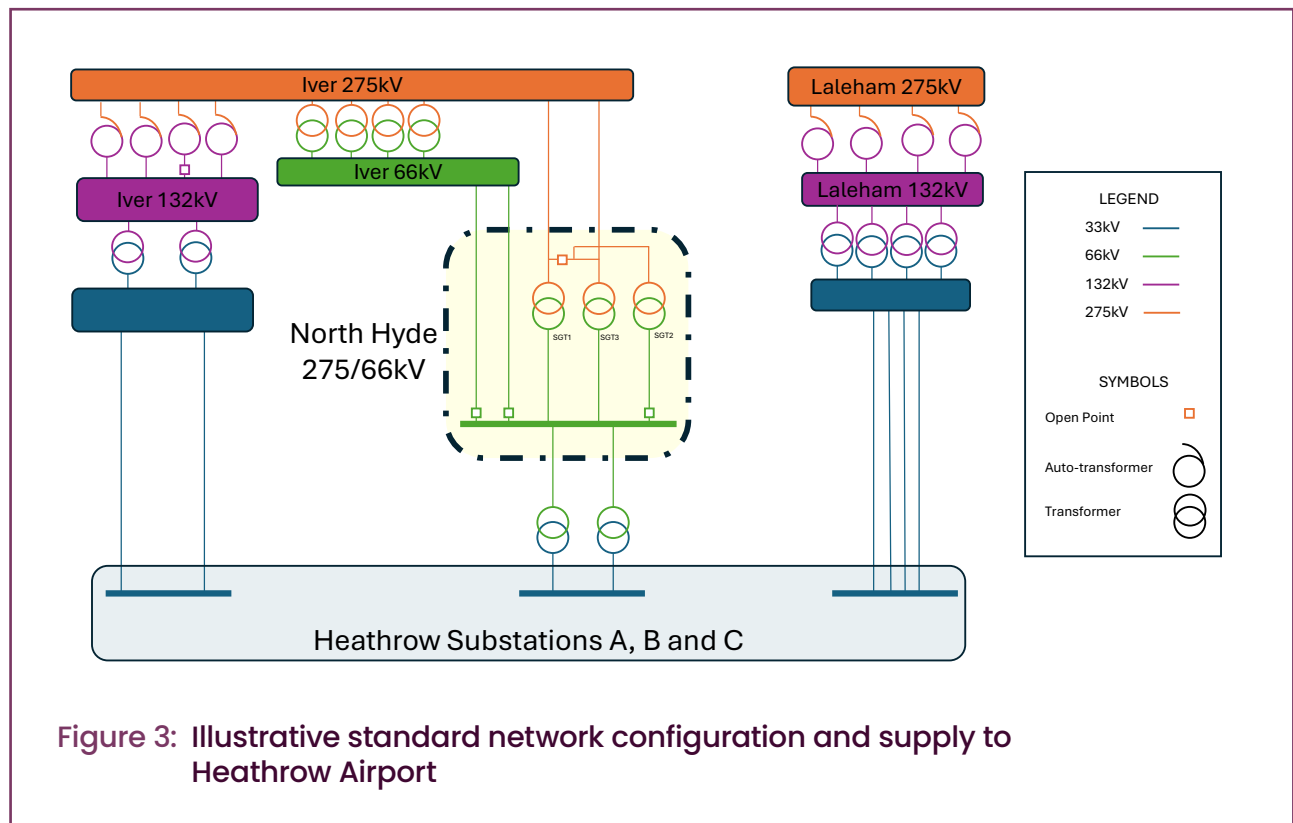 Iver 275kV
Laleham 275kV
Iver 66kV
Iver 132kV
Laleham 132kV
LEGEND
33kV
66kV
132kV
275kV
North Hyde
275/66kV
SGT1
SGT3
SGT2
SYMBOLS
Open Point
Auto-transformer
Transformer
Heathrow Substations A, B and C
Figure 3: Illustrative standard network configuration and supply to
Heathrow Airport